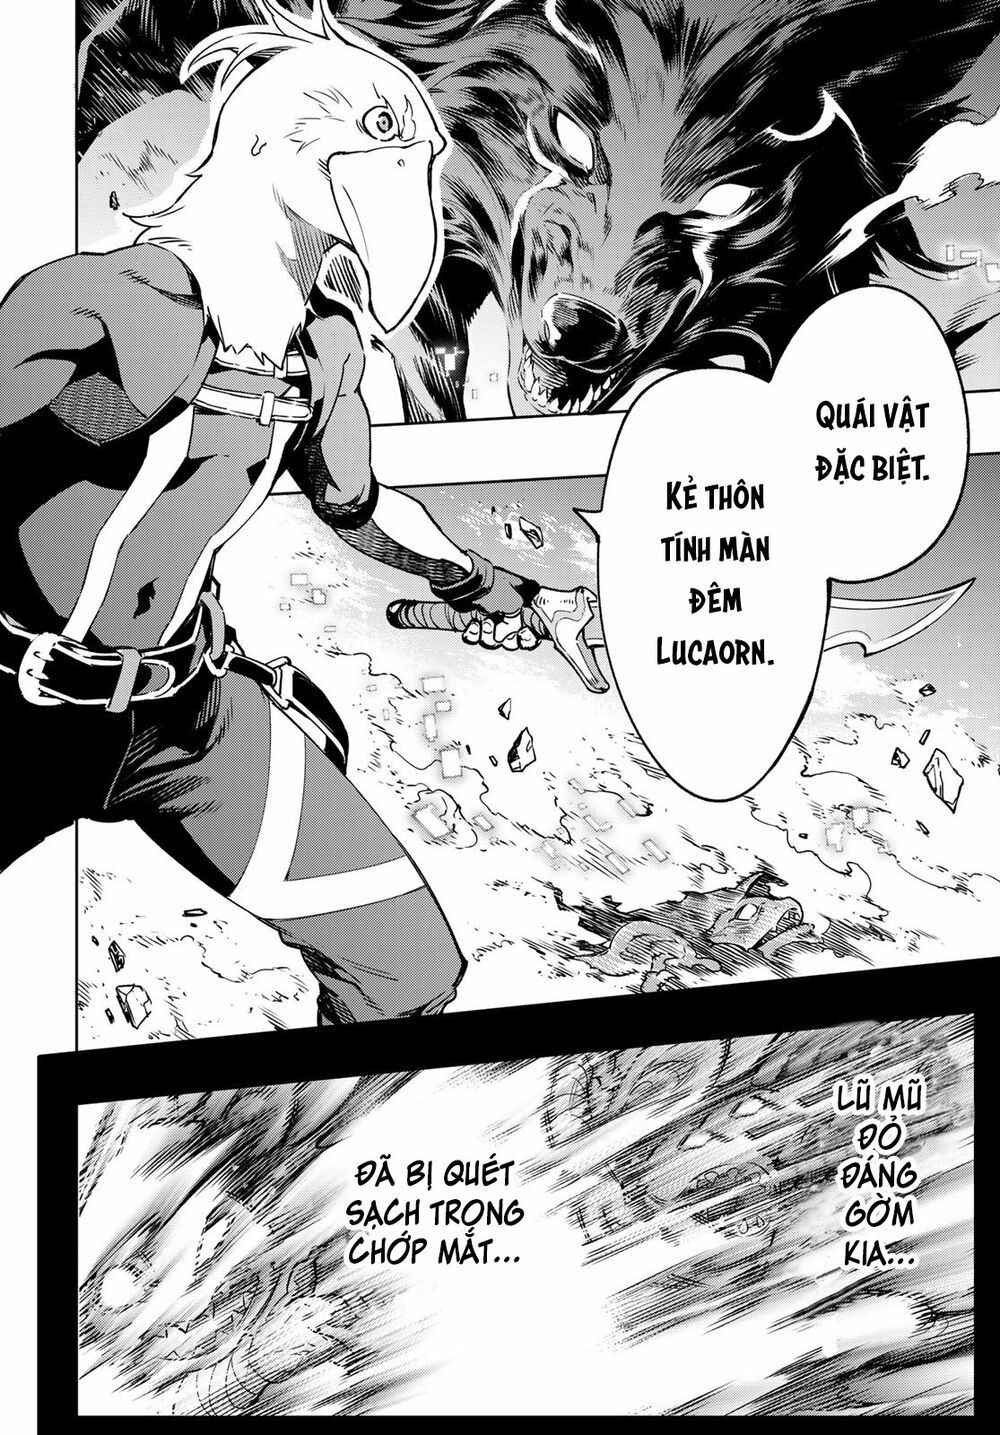 QUÁI VẬT
ĐẶC BIỆT.
KẺ THÔN
TÍNH MÀN
ĐÊM
LUCAORN.
LŨ MŨ
ĐỎ
ĐÁNG
GỜM
KIA...
ĐÃ BỊ QUÉT
SẠCH TRONG
CHỚP MẮT...